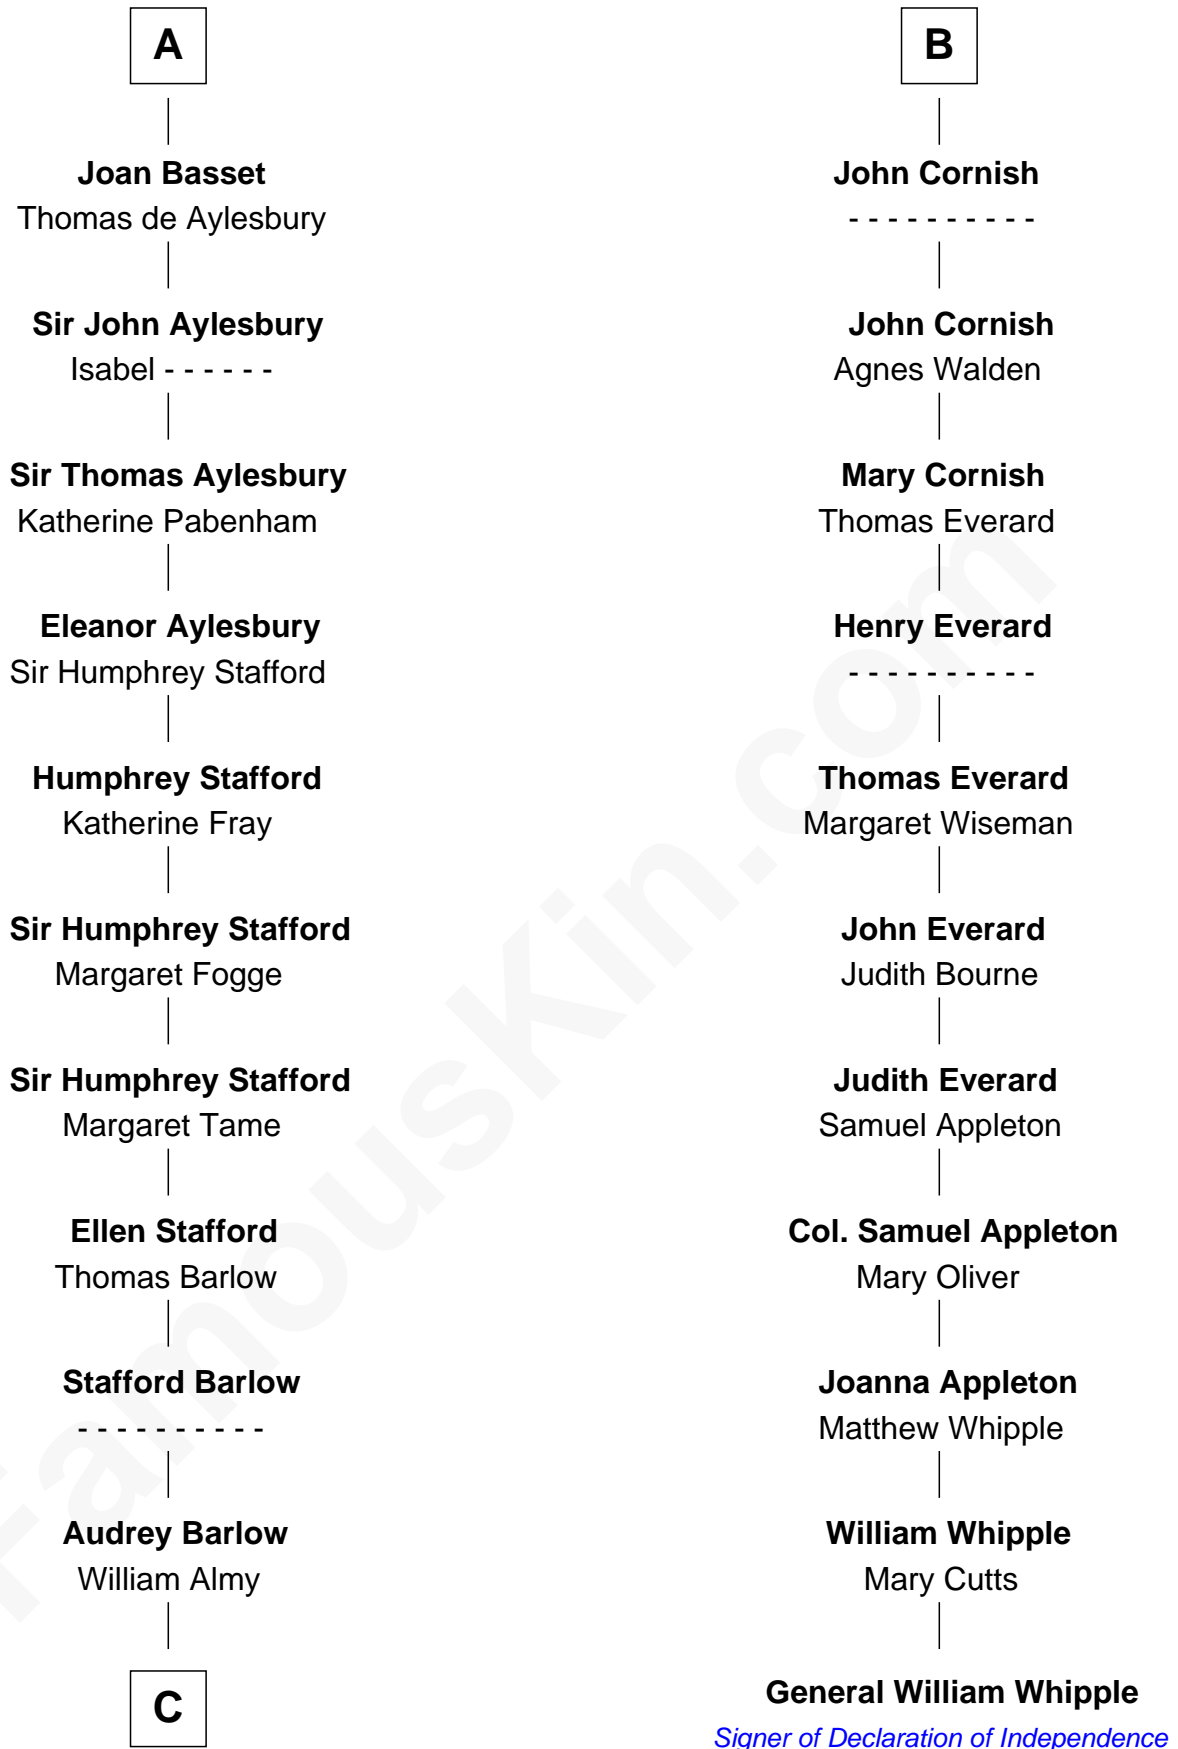 A
Joan Basset
Thomas de Aylesbury
Sir John Aylesbury
Isabel - - - - - -
Sir Thomas Aylesbury
Katherine Pabenham
Eleanor Aylesbury
Sir Humphrey Stafford
Humphrey Stafford
Katherine Fray
Sir Humphrey Stafford
Margaret Fogge
Sir Humphrey Stafford
Margaret Tame
Ellen Stafford
Thomas Barlow
Stafford Barlow
- - - - - - - - - -
Audrey Barlow
William Almy
C
B
John Cornish
- - - - - - - - - -
John Cornish
Agnes Walden
Mary Cornish
Thomas Everard
Henry Everard
- - - - - - - - - -
Thomas Everard
Margaret Wiseman
John Everard
Judith Bourne
Judith Everard
Samuel Appleton
Col. Samuel Appleton
Mary Oliver
Joanna Appleton
Matthew Whipple
William Whipple
Mary Cutts
General William Whipple
Signer of Declaration of Independence
FamousKin.com